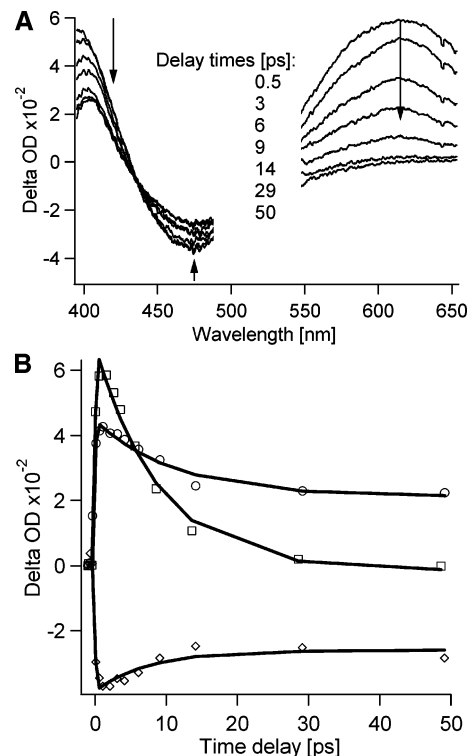 A
6
4
2
0
-2
-4
Delta OD x10⁻²
Delay times [ps]:
0.5
3
6
9
14
29
50
400 450 500 550 600 650
Wavelength [nm]
B
6
4
2
0
-2
Delta OD x10⁻²
0 10 20 30 40 50
Time delay [ps]